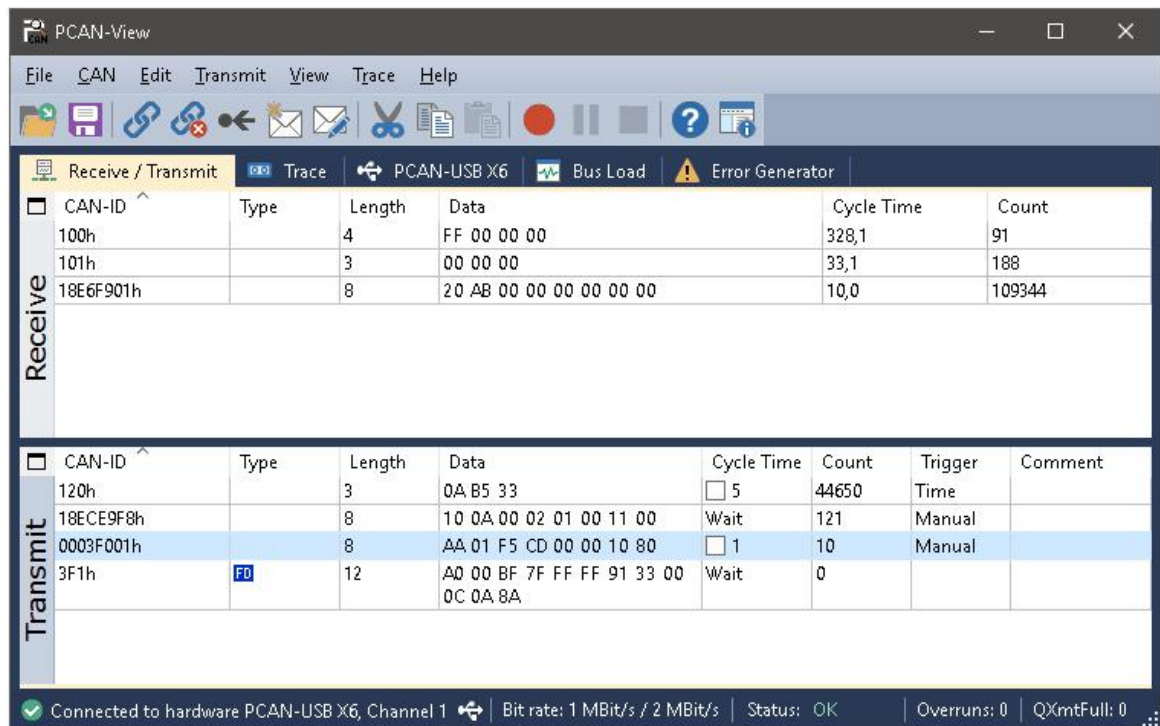 PCAN-View
File CAN Edit Transmit View Trace Help
Receive / Transmit Trace PCAN-USB X6 Bus Load Error Generator
CAN-ID Type Length Data Cycle Time Count
100h 4 FF 00 00 00 328,1 91
101h 3 00 00 00 33,1 188
18E6F901h 8 20 AB 00 00 00 00 00 00 10,0 109344
Receive
CAN-ID Type Length Data Cycle Time Count Trigger Comment
120h 3 0A B5 33 5 44650 Time
18ECE9F8h 8 10 0A 00 02 01 00 11 00 Wait 121 Manual
0003F001h 8 AA 01 F5 CD 00 00 10 80 1 10 Manual
3F1h FD 12 A0 00 BF 7F FF FF 91 33 00 Wait 0
0C 0A 8A
Transmit
Connected to hardware PCAN-USB X6, Channel 1 Bit rate: 1 MBit/s / 2 MBit/s Status: OK Overruns: 0 QXmtFull: 0